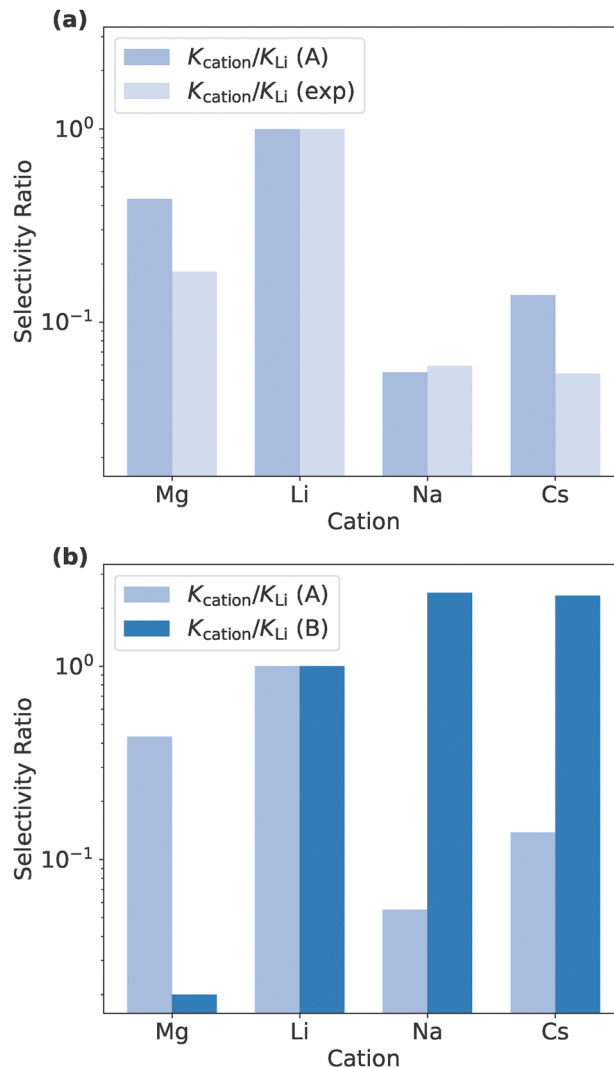 (a)
K_cation/K_Li (A)
K_cation/K_Li (exp)
10^0
10^−1
Selectivity Ratio
Mg Li Na Cs
Cation
(b)
K_cation/K_Li (A)
K_cation/K_Li (B)
10^0
10^−1
Selectivity Ratio
Mg Li Na Cs
Cation